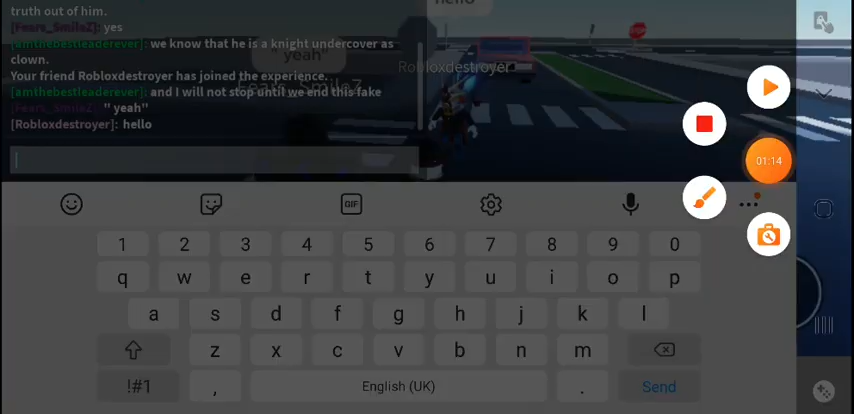 truth out of him.
[Fears_SmileZ]: yes
[amthebestleaderever]: we know that he is a knight undercover as
clown.
Your friend Robloxdestroyer has joined the experience.
[amthebestleaderever]: and I will not stop until we end this fake
[Fears_SmileZ]: " yeah"
[Robloxdestroyer]: hello
hello
" yeah"
Robloxdestroyer
Fears_SmileZ
01:14
GIF
1 2 3 4 5 6 7 8 9 0
q w e r t y u i o p
a s d f g h j k l
z x c v b n m
!#1 , English (UK) . Send